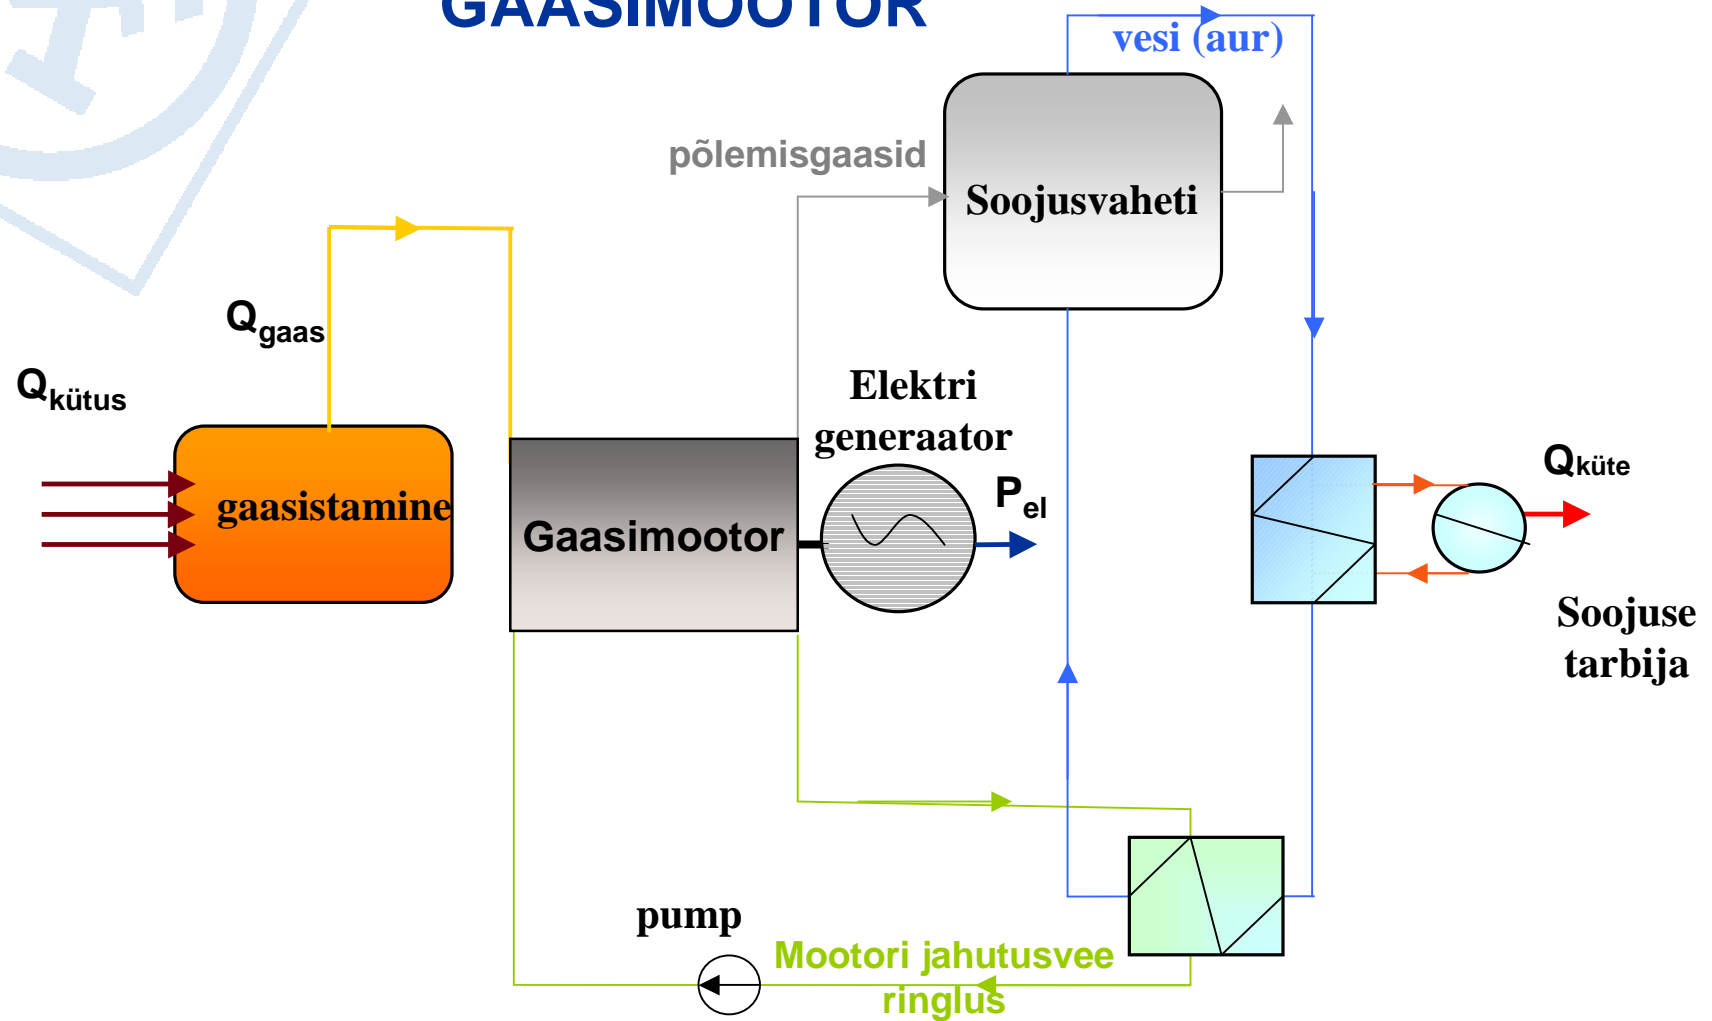 GAASIMOOTOR
vesi (aur)
põlemisgaasid
Soojusvaheti
Qgaas
Qkütus
Elektri
generaator
gaasistamine
Gaasimootor
Pel
Qküte
Soojuse
tarbija
pump
Mootori jahutusvee
ringlus